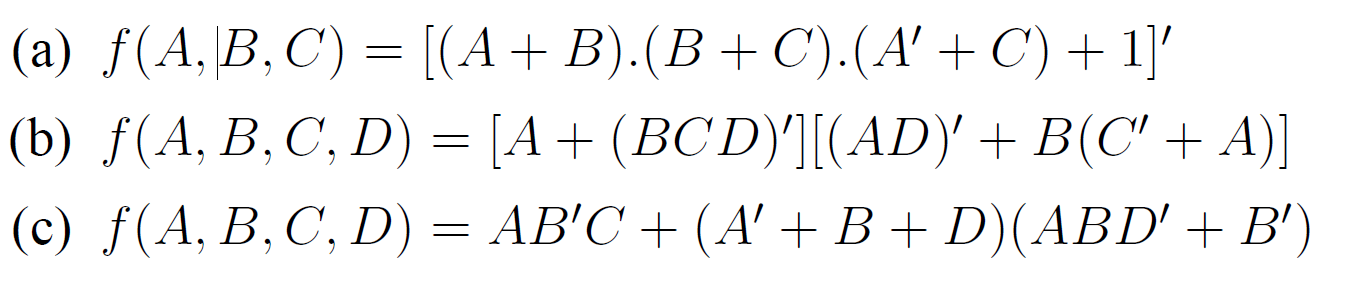 (a) f(A,|B, C) = [(A + B).(B + C).(A′ + C) + 1]′
(b) f(A, B, C, D) = [A + (BCD)′][(AD)′ + B(C′ + A)]
(c) f(A, B, C, D) = AB′C + (A′ + B + D)(ABD′ + B′)